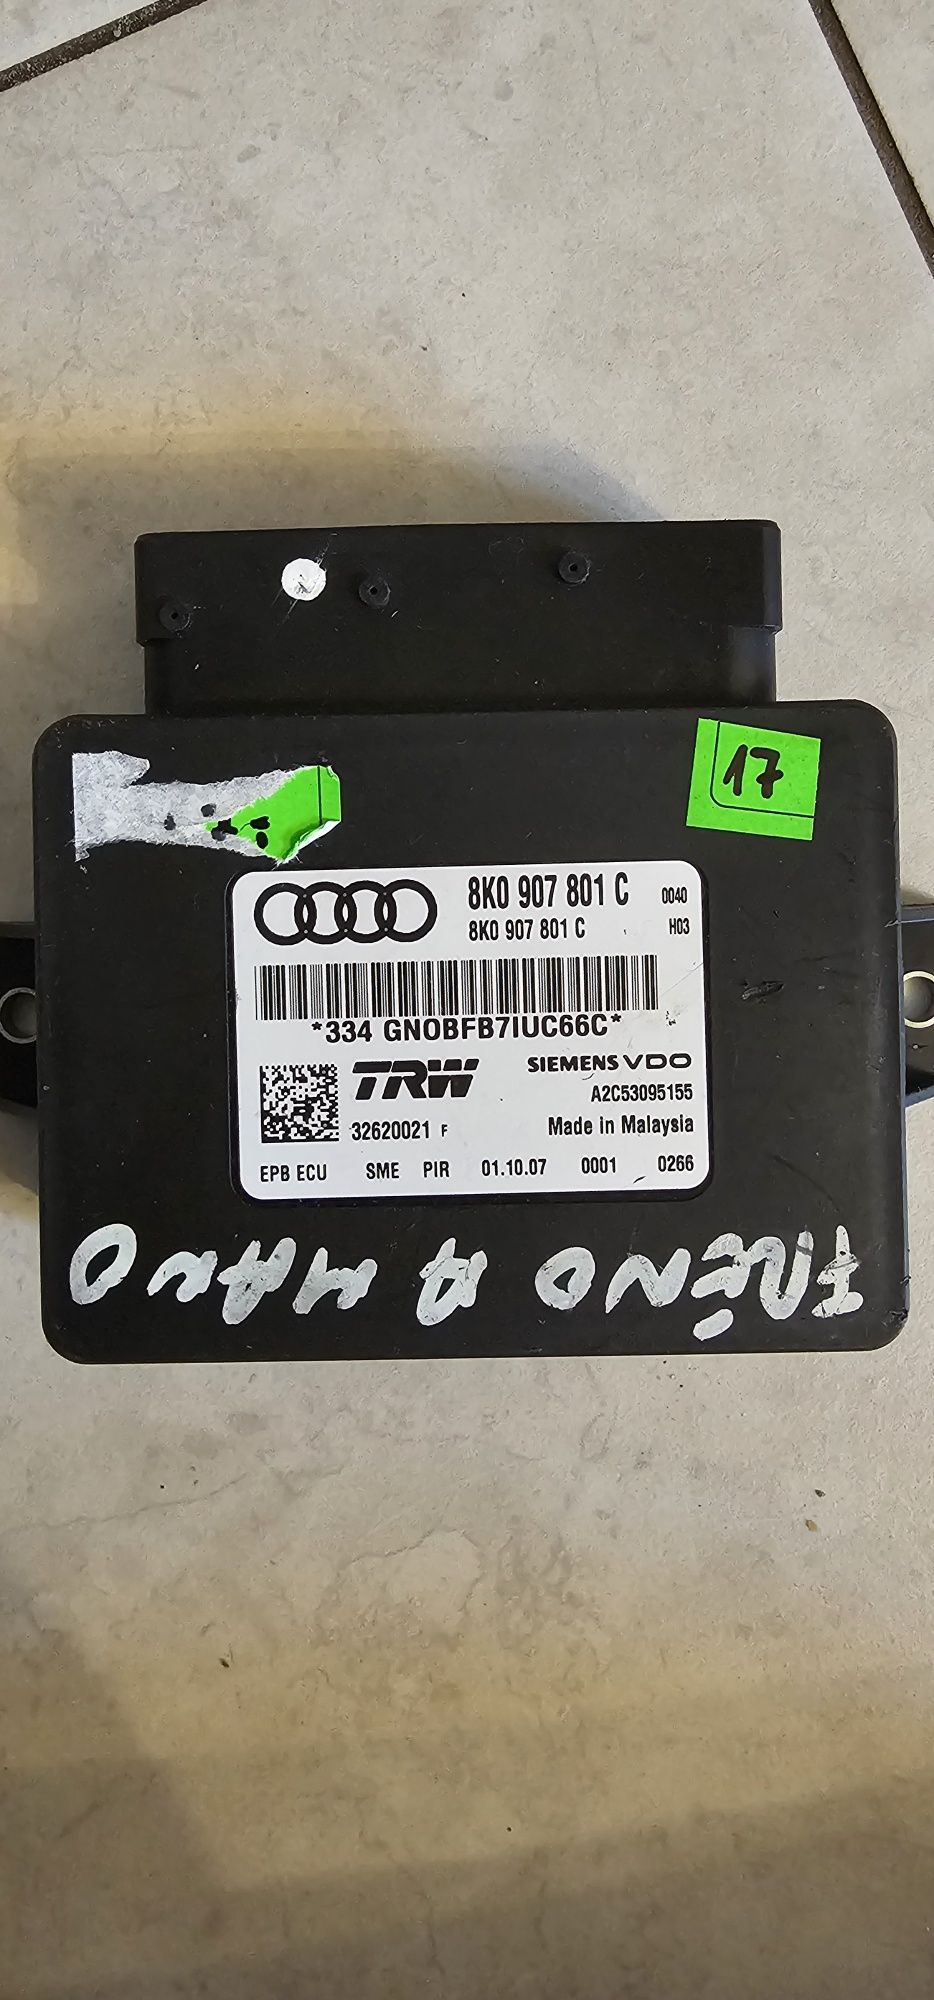 17
8K0 907 801 C 0040
8K0 907 801 C H03
*334 GN0BFB7IUC66C*
TRW SIEMENS VDO
A2C53095155
32620021 F Made in Malaysia
EPB ECU SME PIR 01.10.07 0001 0266
FRENO A MANO